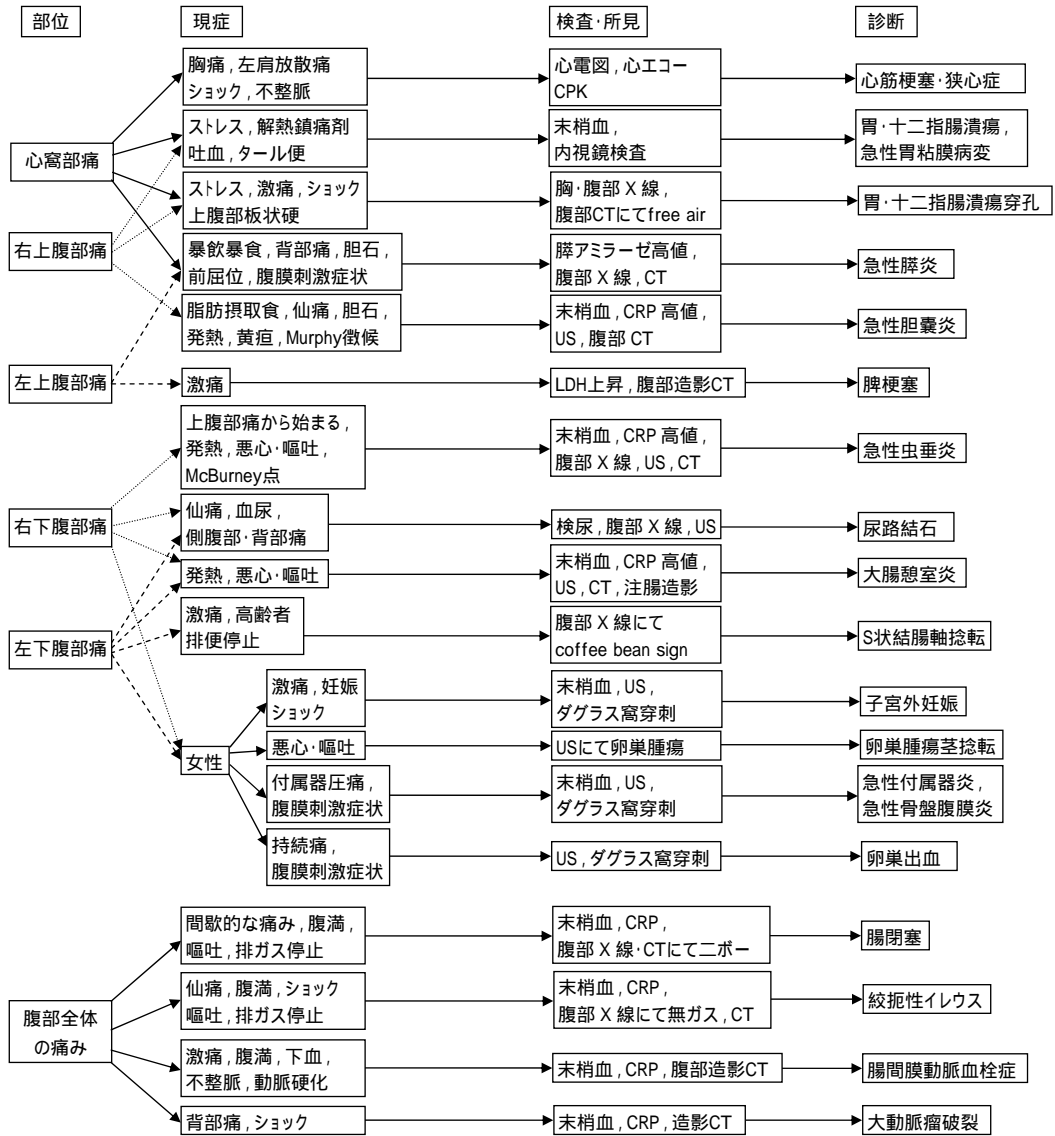 部位
現症
検査・所見
診断
心窩部痛
右上腹部痛
左上腹部痛
胸痛，左肩放散痛
ショック，不整脈
心電図，心エコー
CPK
心筋梗塞・狭心症
ストレス，解熱鎮痛剤
吐血，タール便
末梢血，
内視鏡検査
胃・十二指腸潰瘍，
急性胃粘膜病変
ストレス，激痛，ショック
上腹部板状硬
胸・腹部 X 線，
腹部CTにてfree air
胃・十二指腸潰瘍穿孔
暴飲暴食，背部痛，胆石，
前屈位，腹膜刺激症状
膵アミラーゼ高値，
腹部 X 線，CT
急性膵炎
脂肪摂取食，仙痛，胆石，
発熱，黄疸，Murphy徴候
末梢血，CRP 高値，
US，腹部 CT
急性胆嚢炎
激痛
LDH上昇，腹部造影CT
脾梗塞
右下腹部痛
左下腹部痛
上腹部痛から始まる，
発熱，悪心・嘔吐，
McBurney点
末梢血，CRP 高値，
腹部 X 線，US，CT
急性虫垂炎
仙痛，血尿，
側腹部・背部痛
検尿，腹部 X 線，US
尿路結石
発熱，悪心・嘔吐
末梢血，CRP 高値，
US，CT，注腸造影
大腸憩室炎
激痛，高齢者
排便停止
腹部 X 線にて
coffee bean sign
S状結腸軸捻転
女性
激痛，妊娠
ショック
末梢血，US，
ダグラス窩穿刺
子宮外妊娠
悪心・嘔吐
USにて卵巣腫瘍
卵巣腫瘍茎捻転
付属器圧痛，
腹膜刺激症状
末梢血，US，
ダグラス窩穿刺
急性付属器炎，
急性骨盤腹膜炎
持続痛，
腹膜刺激症状
US，ダグラス窩穿刺
卵巣出血
腹部全体
の痛み
間歇的な痛み，腹満，
嘔吐，排ガス停止
末梢血，CRP，
腹部 X 線・CTにてニボー
腸閉塞
仙痛，腹満，ショック
嘔吐，排ガス停止
末梢血，CRP，
腹部 X 線にて無ガス，CT
絞扼性イレウス
激痛，腹満，下血，
不整脈，動脈硬化
末梢血，CRP，腹部造影CT
腸間膜動脈血栓症
背部痛，ショック
末梢血，CRP，造影CT
大動脈瘤破裂